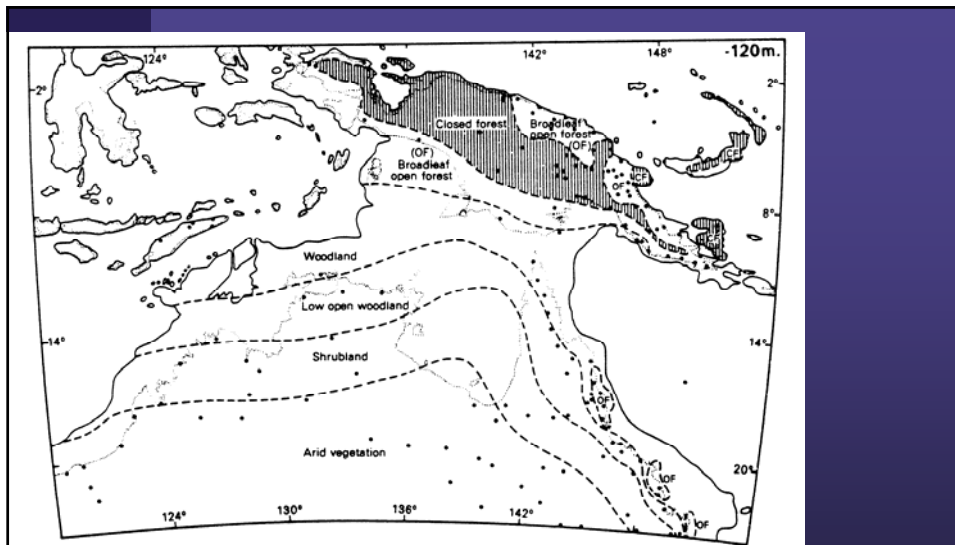 124°
142°
148°
-120m.
2°
2°
Closed forest
Broadleaf
open forest
(OF)
(OF)
Broadleaf
open forest
CF
CF
OF
8°
Woodland
Low open woodland
14°
14°
Shrubland
OF
Arid vegetation
20°
OF
OF
124°
130°
136°
142°